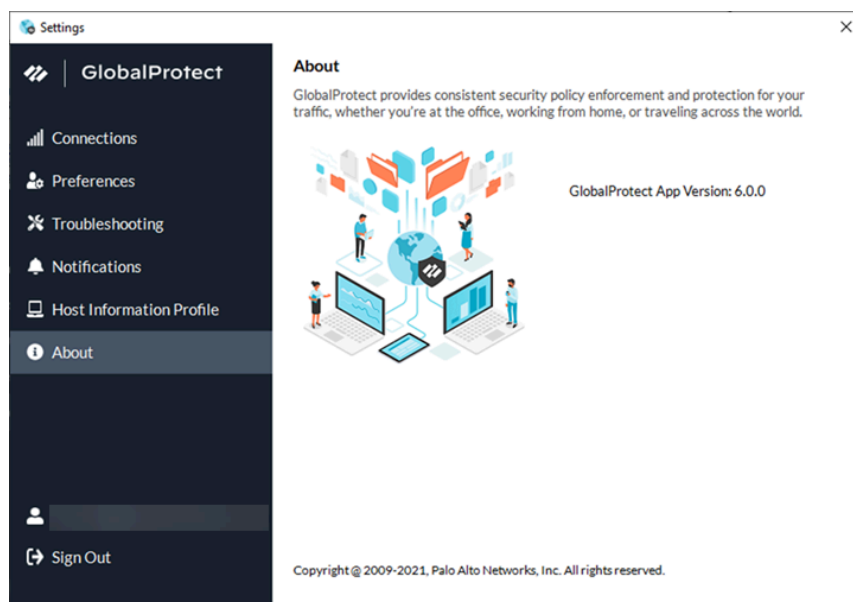 Settings
GlobalProtect
Connections
Preferences
Troubleshooting
Notifications
Host Information Profile
About
Sign Out
About
GlobalProtect provides consistent security policy enforcement and protection for your
traffic, whether you're at the office, working from home, or traveling across the world.
GlobalProtect App Version: 6.0.0
Copyright @ 2009-2021, Palo Alto Networks, Inc. All rights reserved.